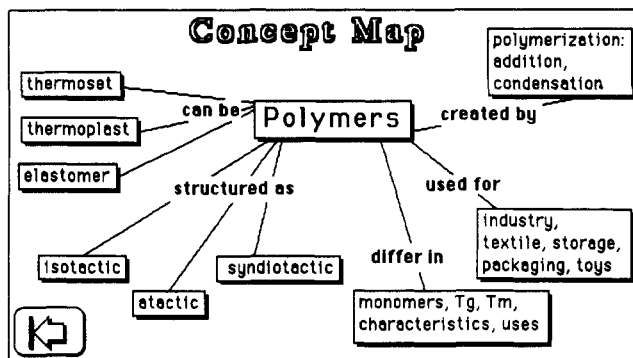 Concept Map
polymerization:
addition,
condensation
thermoset
can be
Polymers
created by
thermoplast
elastomer
structured as
used for
industry,
textile, storage,
packaging, toys
isotactic
syndiotactic
differ in
atactic
monomers, Tg, Tm,
characteristics, uses